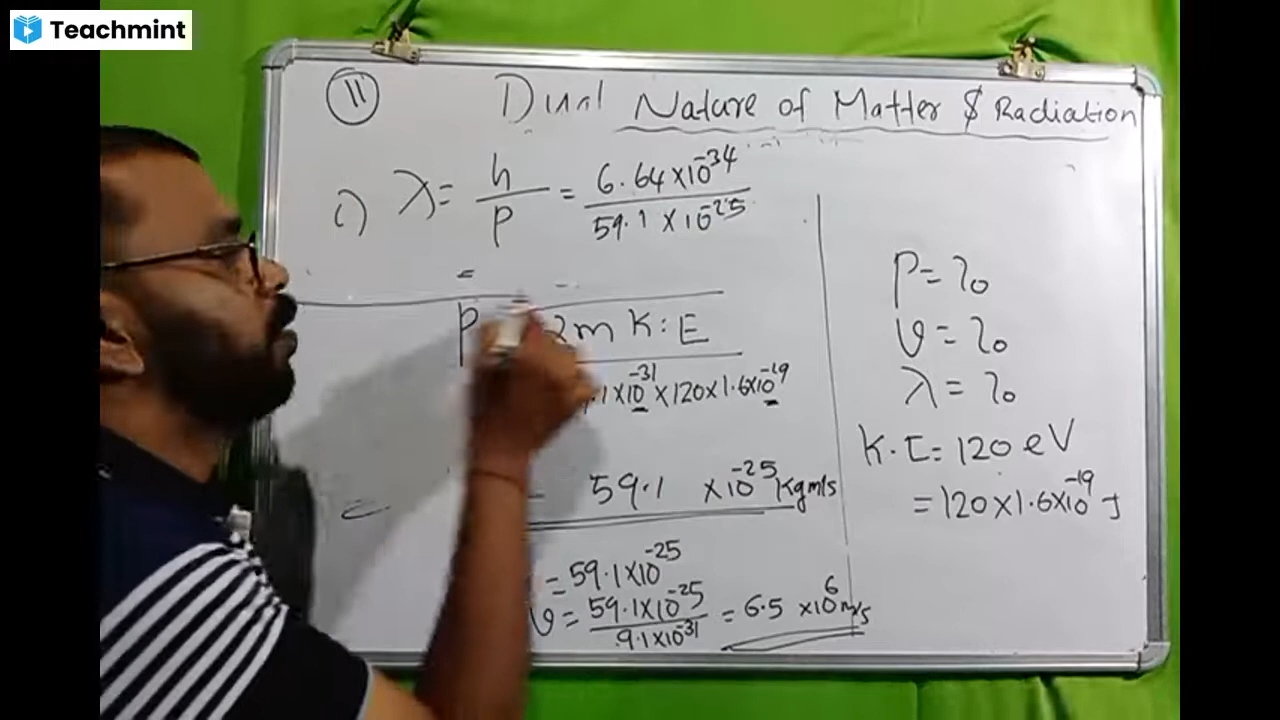 Teachmint
11 Dual Nature of Matter & Radiation
c) λ = h/p = 6.64×10⁻³⁴ / 59.1×10⁻²⁵
=
P 2m K:E
.1×10⁻³¹×120×1.6×10⁻¹⁹
59.1 ×10⁻²⁵ Kgm/s
= 59.1×10⁻²⁵
v = 59.1×10⁻²⁵ / 9.1×10⁻³¹ = 6.5 ×10⁶ m/s
P = ?
v = ?
λ = ?
K.E = 120 eV
= 120×1.6×10⁻¹⁹ J